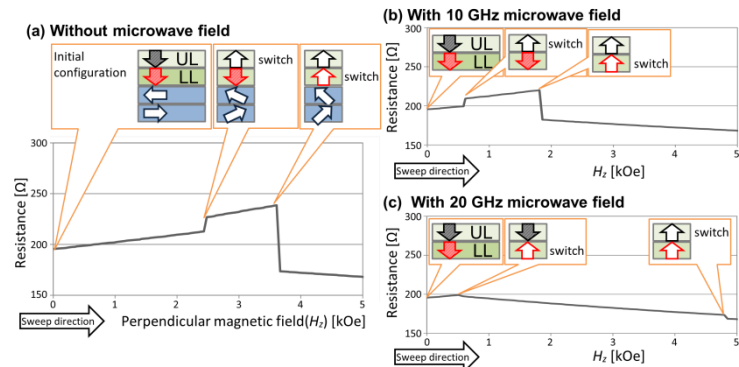 (a) Without microwave field
Initial
configuration
UL
LL
switch
switch
Resistance [Ω]
300
250
200
150
0
1
2
3
4
5
Sweep direction
Perpendicular magnetic field(Hz) [kOe]
(b) With 10 GHz microwave field
UL
LL
switch
switch
Resistance [Ω]
300
250
200
150
0
1
2
3
4
5
Sweep direction
Hz [kOe]
(c) With 20 GHz microwave field
UL
LL
switch
switch
Resistance [Ω]
300
250
200
150
0
1
2
3
4
5
Sweep direction
Hz [kOe]